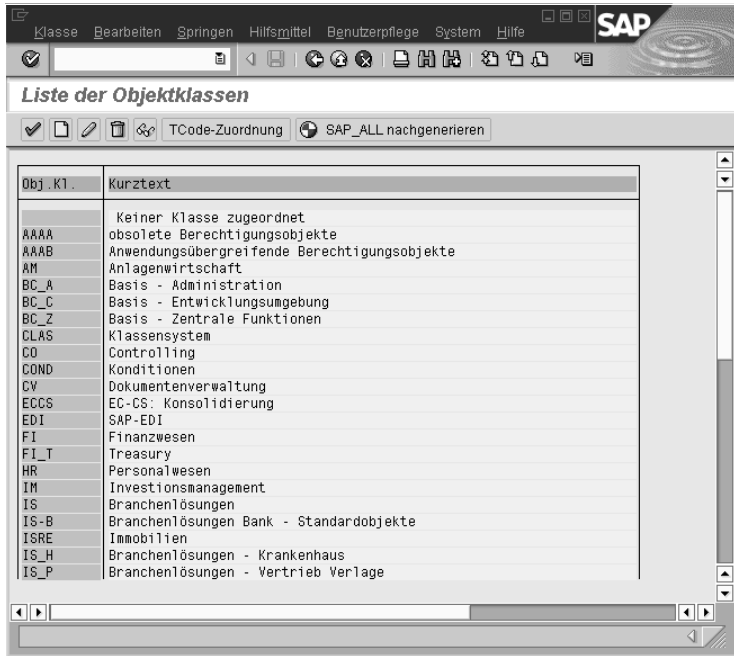 Klasse Bearbeiten Springen Hilfsmittel Benutzerpflege System Hilfe
SAP
Liste der Objektklassen
TCode-Zuordnung SAP_ALL nachgenerieren
Obj.Kl. Kurztext
Keiner Klasse zugeordnet
AAAA obsolete Berechtigungsobjekte
AAAB Anwendungsübergreifende Berechtigungsobjekte
AM Anlagenwirtschaft
BC_A Basis - Administration
BC_C Basis - Entwicklungsumgebung
BC_Z Basis - Zentrale Funktionen
CLAS Klassensystem
CO Controlling
COND Konditionen
CV Dokumentenverwaltung
ECCS EC-CS: Konsolidierung
EDI SAP-EDI
FI Finanzwesen
FI_T Treasury
HR Personalwesen
IM Investionsmanagement
IS Branchenlösungen
IS-B Branchenlösungen Bank - Standardobjekte
ISRE Immobilien
IS_H Branchenlösungen - Krankenhaus
IS_P Branchenlösungen - Vertrieb Verlage